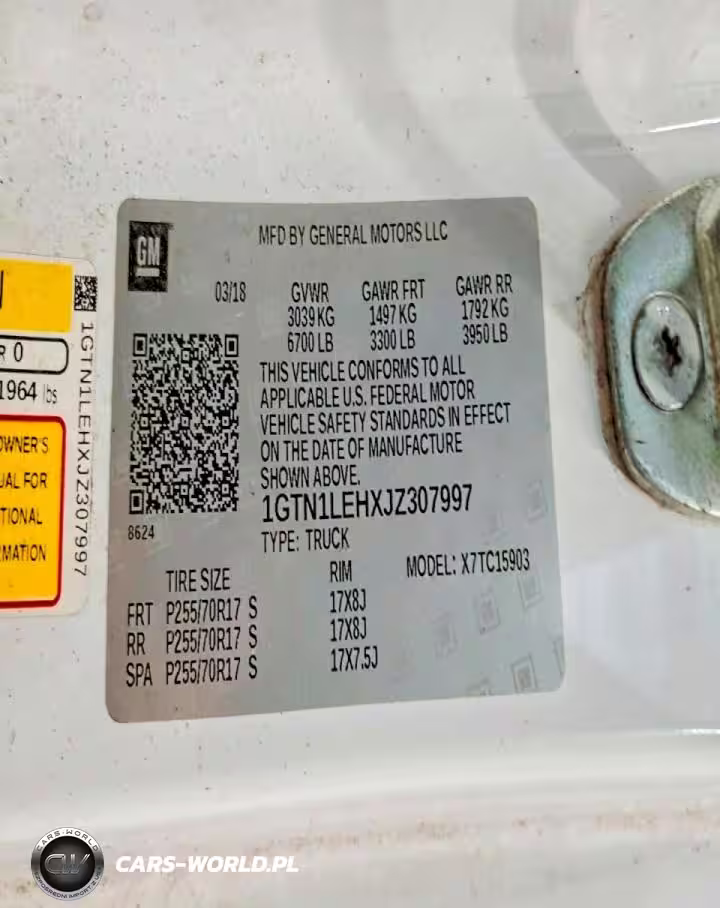 GM
MFD BY GENERAL MOTORS LLC
03/18 GVWR GAWR FRT GAWR RR
3039 KG 1497 KG 1792 KG
6700 LB 3300 LB 3950 LB
THIS VEHICLE CONFORMS TO ALL
APPLICABLE U.S. FEDERAL MOTOR
VEHICLE SAFETY STANDARDS IN EFFECT
ON THE DATE OF MANUFACTURE
SHOWN ABOVE.
1GTN1LEHXJZ307997
8624
TYPE: TRUCK MODEL: X7TC15903
TIRE SIZE RIM
FRT P255/70R17 S 17X8J
RR P255/70R17 S 17X8J
SPA P255/70R17 S 17X7.5J
R 0
1964 lbs
OWNER'S
UAL FOR
TIONAL
RMATION
1GTN1LEHXJZ307997
CARS-WORLD
CW
CARS-WORLD.PL